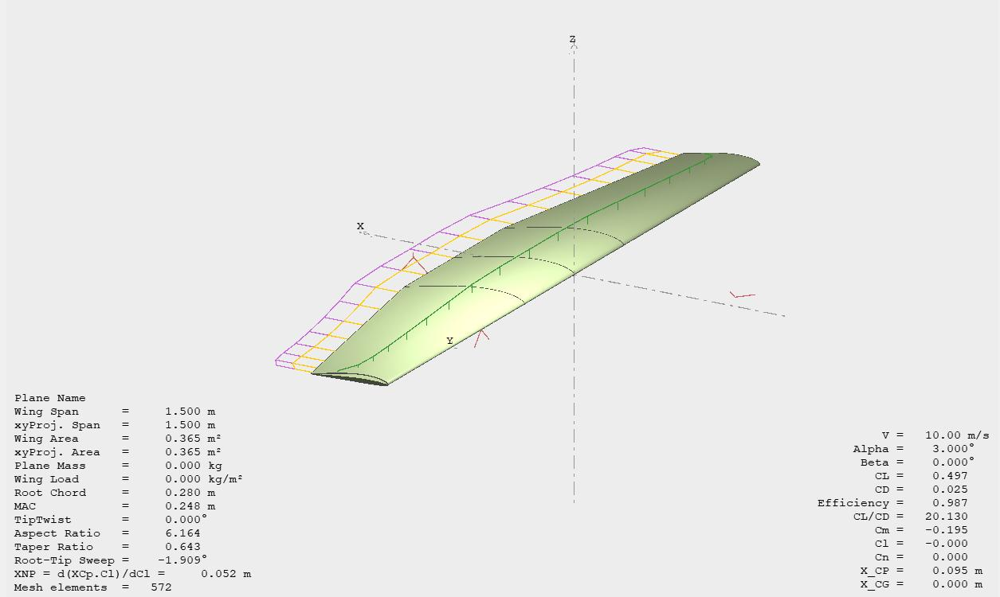 Z
X
Y
Plane Name
Wing Span = 1.500 m
xyProj. Span = 1.500 m
Wing Area = 0.365 m²
xyProj. Area = 0.365 m²
Plane Mass = 0.000 kg
Wing Load = 0.000 kg/m²
Root Chord = 0.280 m
MAC = 0.248 m
TipTwist = 0.000°
Aspect Ratio = 6.164
Taper Ratio = 0.643
Root-Tip Sweep = -1.909°
XNP = d(XCp.Cl)/dCl = 0.052 m
Mesh elements = 572
V = 10.00 m/s
Alpha = 3.000°
Beta = 0.000°
CL = 0.497
CD = 0.025
Efficiency = 0.987
CL/CD = 20.130
Cm = -0.195
Cl = -0.000
Cn = 0.000
X_CP = 0.095 m
X_CG = 0.000 m